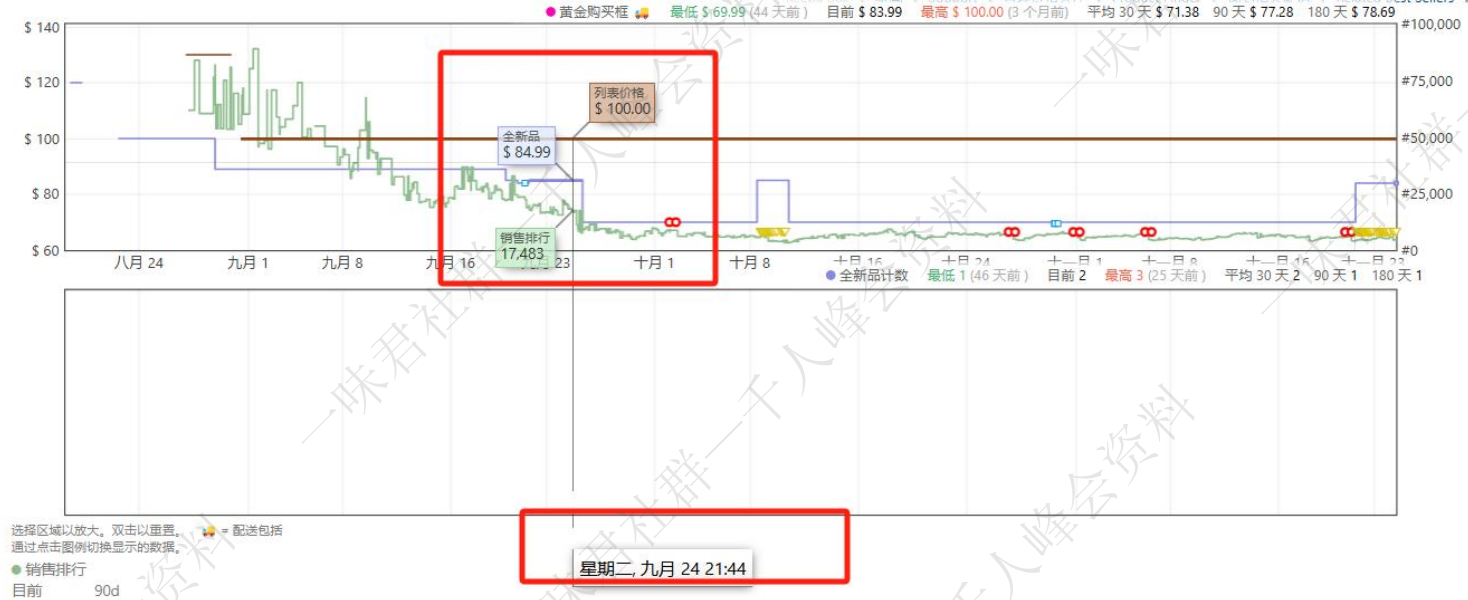 黄金购买框 最低 $ 69.99 (44 天前) 目前 $ 83.99 最高 $ 100.00 (3 个月前) 平均 30 天 $ 71.38 90 天 $ 77.28 180 天 $ 78.69
$ 140
$ 120
$ 100
$ 80
$ 60
#100,000
#75,000
#50,000
#25,000
#0
列表价格
$ 100.00
全新品
$ 84.99
销售排行
17,483
八月 24 九月 1 九月 8 九月 16 九月 23 十月 1 十月 8 十月 16 十月 24 十一月 1 十一月 8 十一月 16 十一月 23
全新品计数 最低 1 (46 天前) 目前 2 最高 3 (25 天前) 平均 30 天 2 90 天 1 180 天 1
选择区域以放大。双击以重置。 = 配送包括
通过点击图例切换显示的数据。
销售排行
目前 90d
星期二, 九月 24 21:44
一味君社群—千人峰会资料
一味君社群—千人峰会资料